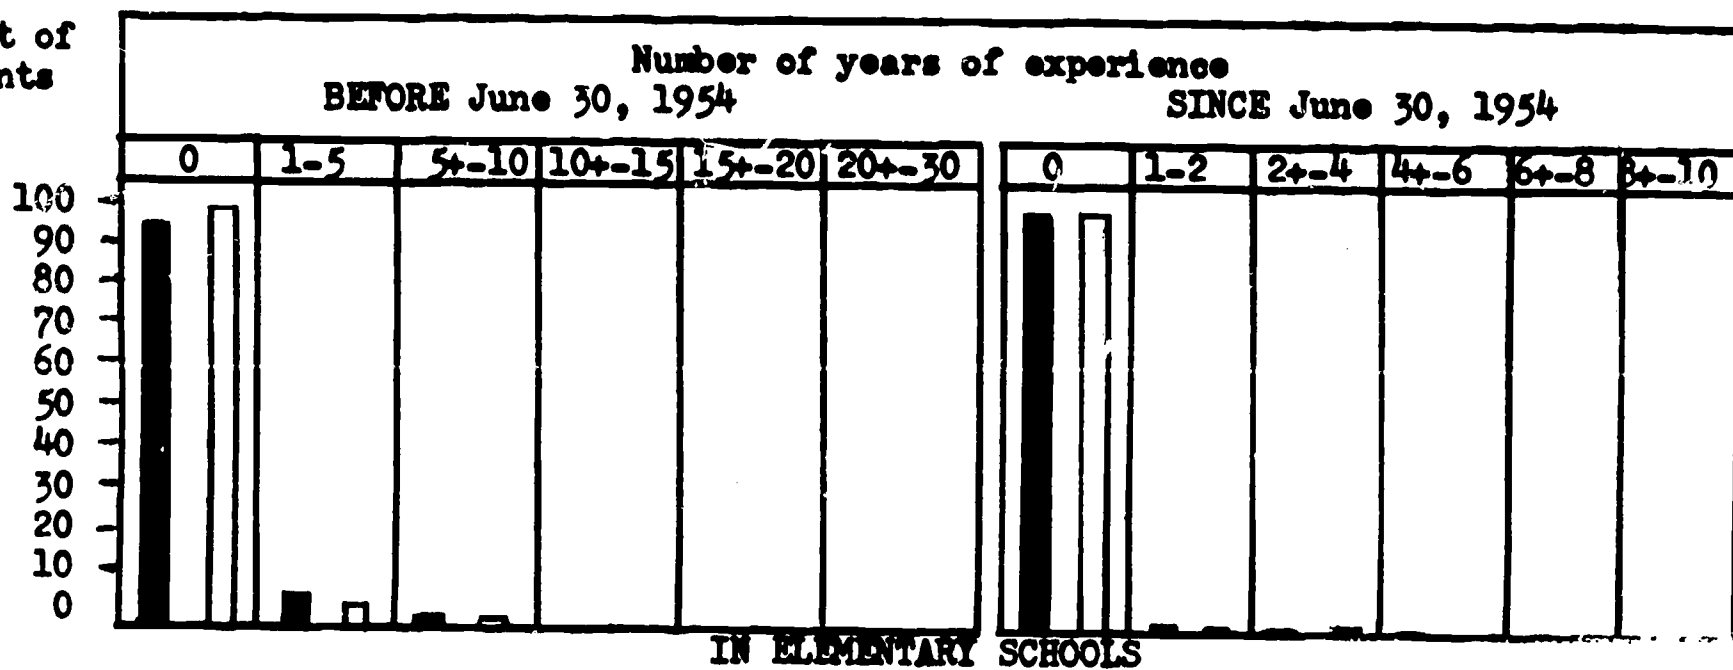 t of
nts
Number of years of experience
BEFORE June 30, 1954 SINCE June 30, 1954
0 1-5 5+-10 10+-15 15+-20 20+-30 0 1-2 2+-4 4+-6 6+-8 8+-10
100
90
80
70
60
50
40
30
20
10
0
IN ELEMENTARY SCHOOLS